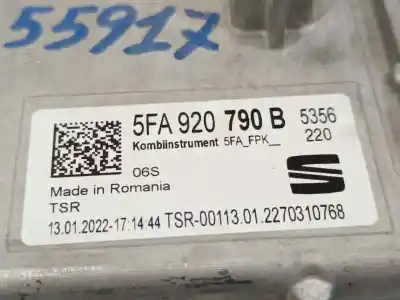 55917
5FA 920 790 B 5356
Kombiinstrument 5FA_FPK__ 220
06S
Made in Romania
TSR
13.01.2022-17:14:44 TSR-00113.01.2270310768